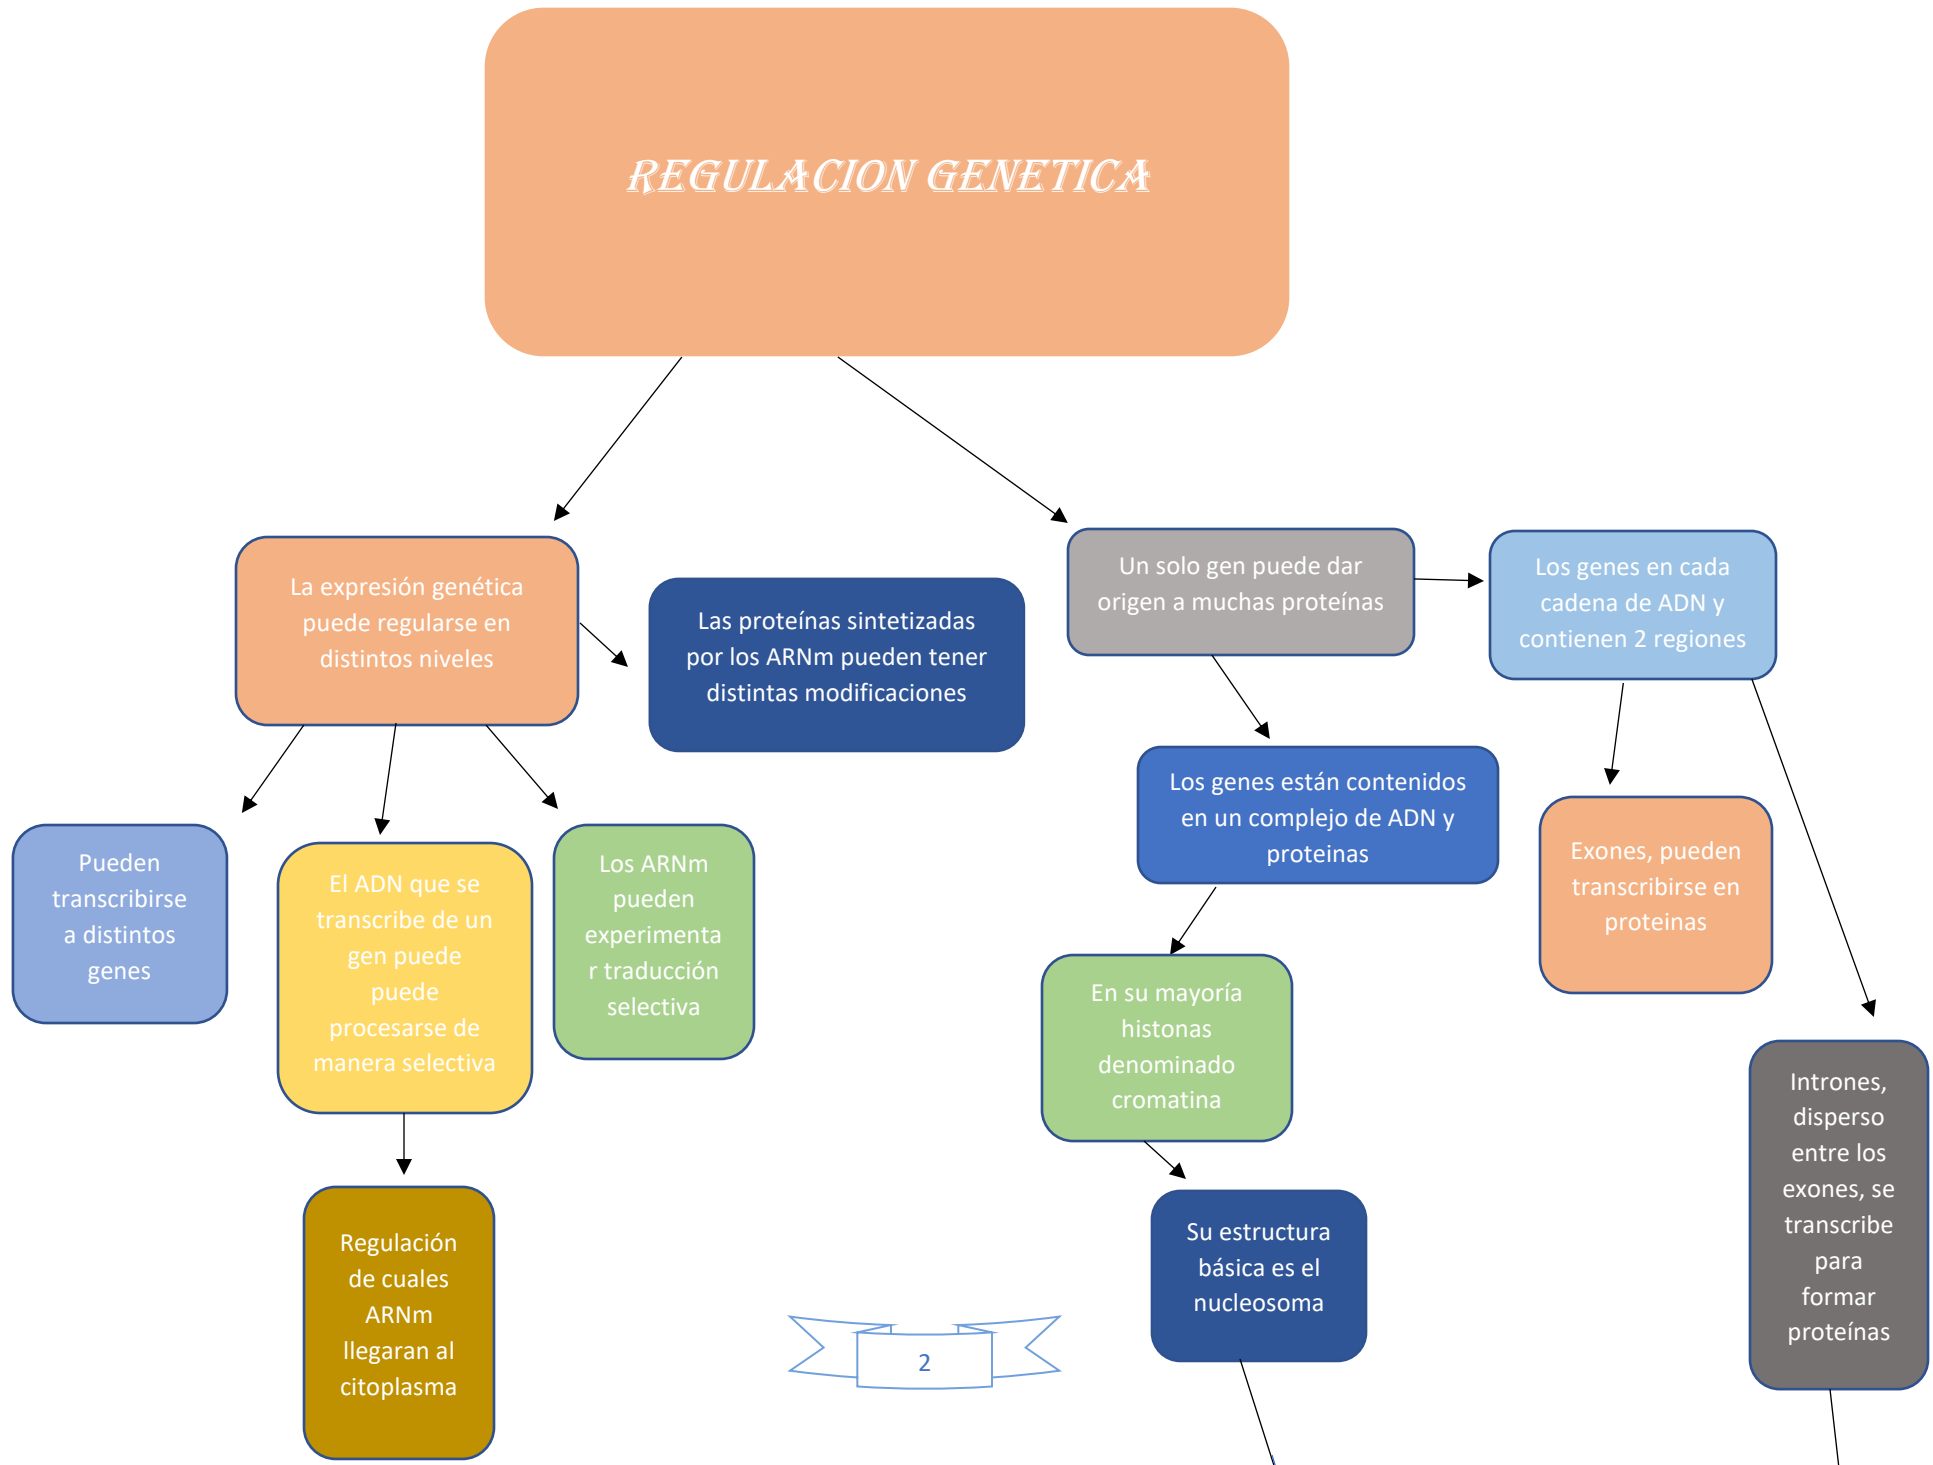 REGULACION GENETICA
La expresión genética
puede regularse en
distintos niveles
Las proteínas sintetizadas
por los ARNm pueden tener
distintas modificaciones
Un solo gen puede dar
origen a muchas proteínas
Los genes en cada
cadena de ADN y
contienen 2 regiones
Pueden
transcribirse
a distintos
genes
El ADN que se
transcribe de un
gen puede
puede
procesarse de
manera selectiva
Los ARNm
pueden
experimenta
r traducción
selectiva
Los genes están contenidos
en un complejo de ADN y
proteinas
Exones, pueden
transcribirse en
proteinas
En su mayoría
histonas
denominado
cromatina
Intrones,
disperso
entre los
exones, se
transcribe
para
formar
proteínas
Regulación
de cuales
ARNm
llegaran al
citoplasma
Su estructura
básica es el
nucleosoma
2